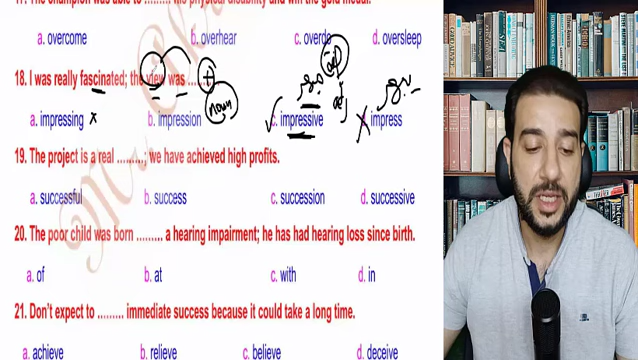 17. The champion was able to ......... his physical disability and win the gold medal.
a. overcome b. overhear c. overdo d. oversleep
18. I was really fascinated; the view was .........
noun adj
a. impressing b. impression c. impressive d. impress
19. The project is a real .........; we have achieved high profits.
a. successful b. success c. succession d. successive
20. The poor child was born ......... a hearing impairment; he has had hearing loss since birth.
a. of b. at c. with d. in
21. Don't expect to ......... immediate success because it could take a long time.
a. achieve b. relieve c. believe d. deceive